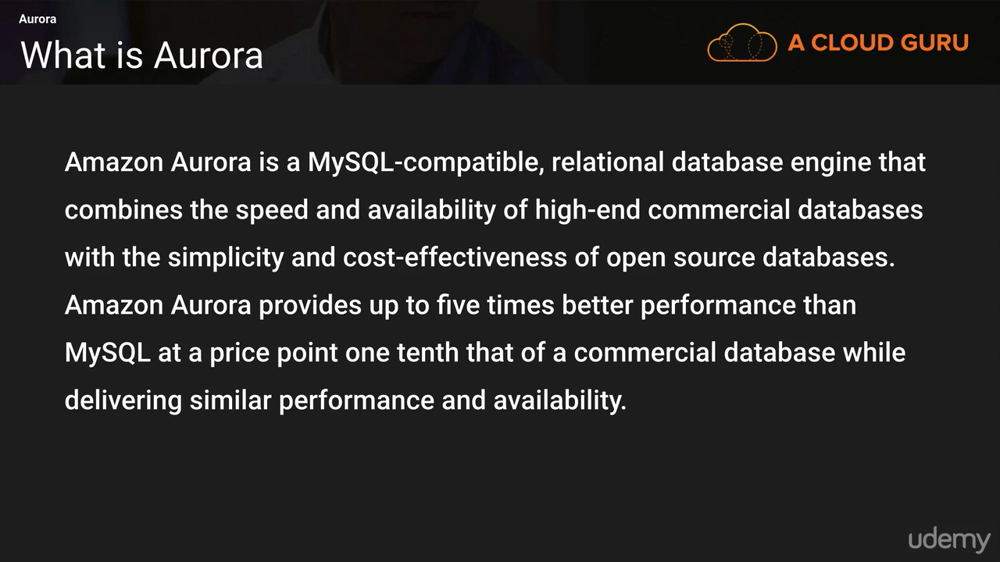 Aurora
What is Aurora
A CLOUD GURU
Amazon Aurora is a MySQL-compatible, relational database engine that
combines the speed and availability of high-end commercial databases
with the simplicity and cost-effectiveness of open source databases.
Amazon Aurora provides up to five times better performance than
MySQL at a price point one tenth that of a commercial database while
delivering similar performance and availability.
udemy